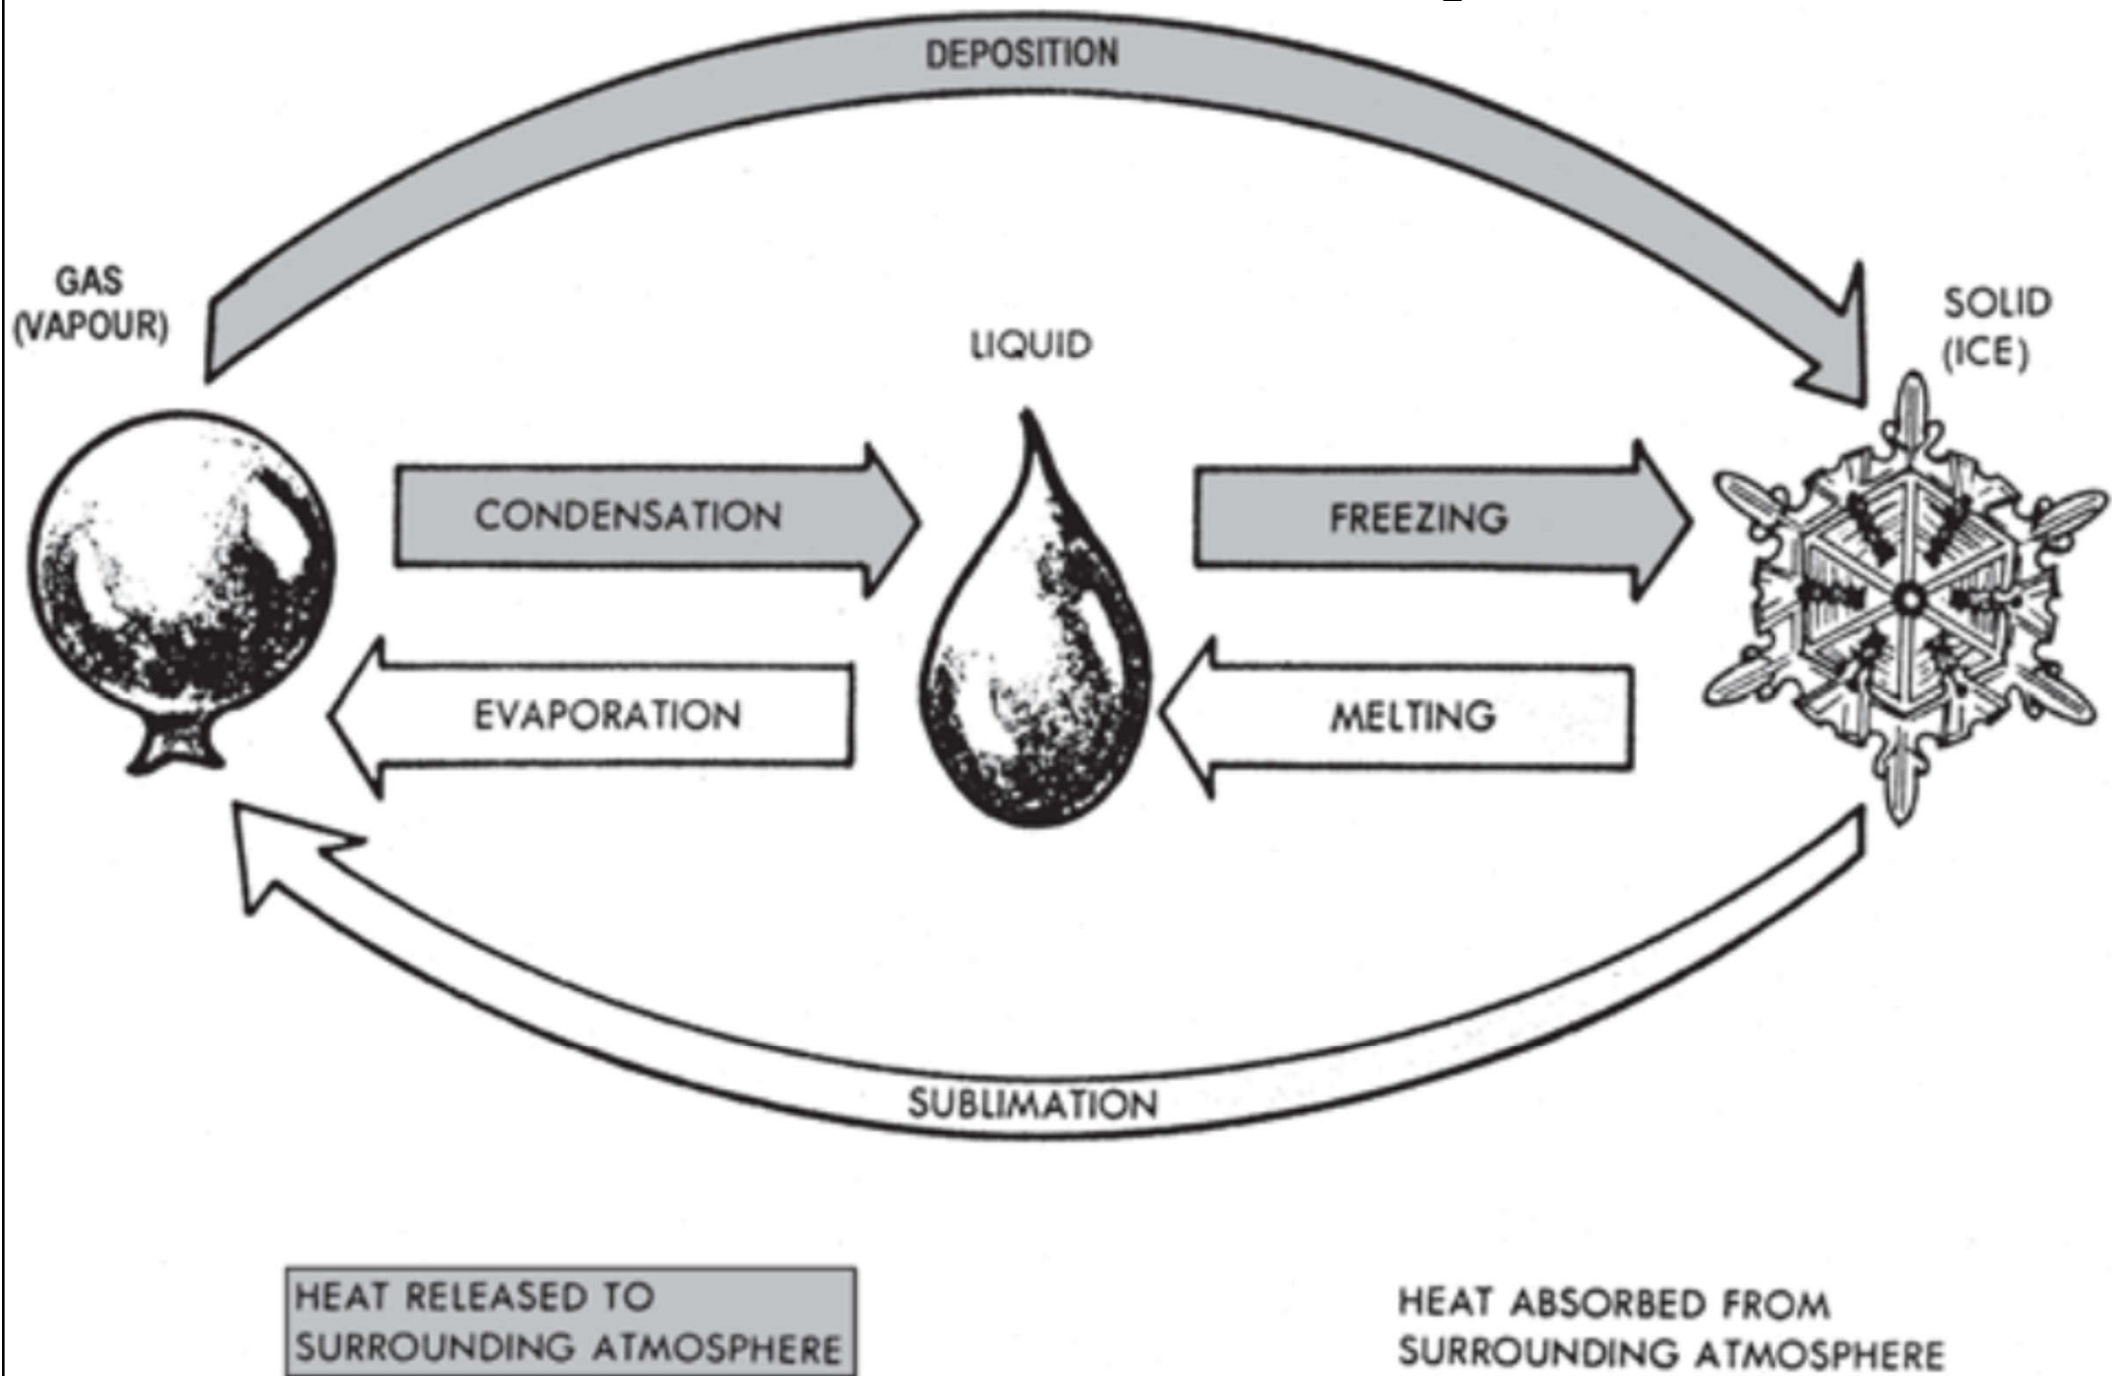 DEPOSITION
GAS
(VAPOUR)
LIQUID
SOLID
(ICE)
CONDENSATION
FREEZING
EVAPORATION
MELTING
SUBLIMATION
HEAT RELEASED TO
SURROUNDING ATMOSPHERE
HEAT ABSORBED FROM
SURROUNDING ATMOSPHERE